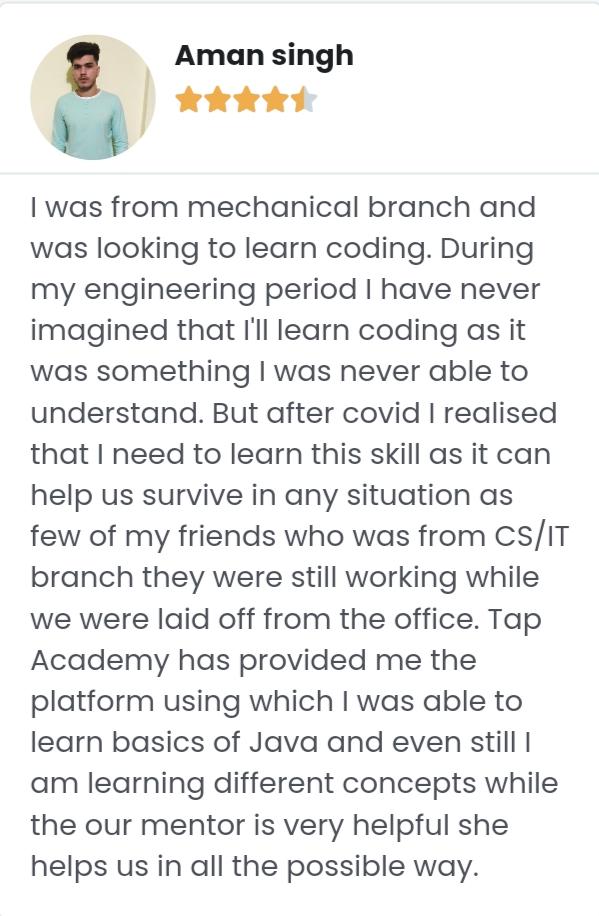 Aman singh
I was from mechanical branch and
was looking to learn coding. During
my engineering period I have never
imagined that I'll learn coding as it
was something I was never able to
understand. But after covid I realised
that I need to learn this skill as it can
help us survive in any situation as
few of my friends who was from CS/IT
branch they were still working while
we were laid off from the office. Tap
Academy has provided me the
platform using which I was able to
learn basics of Java and even still I
am learning different concepts while
the our mentor is very helpful she
helps us in all the possible way.